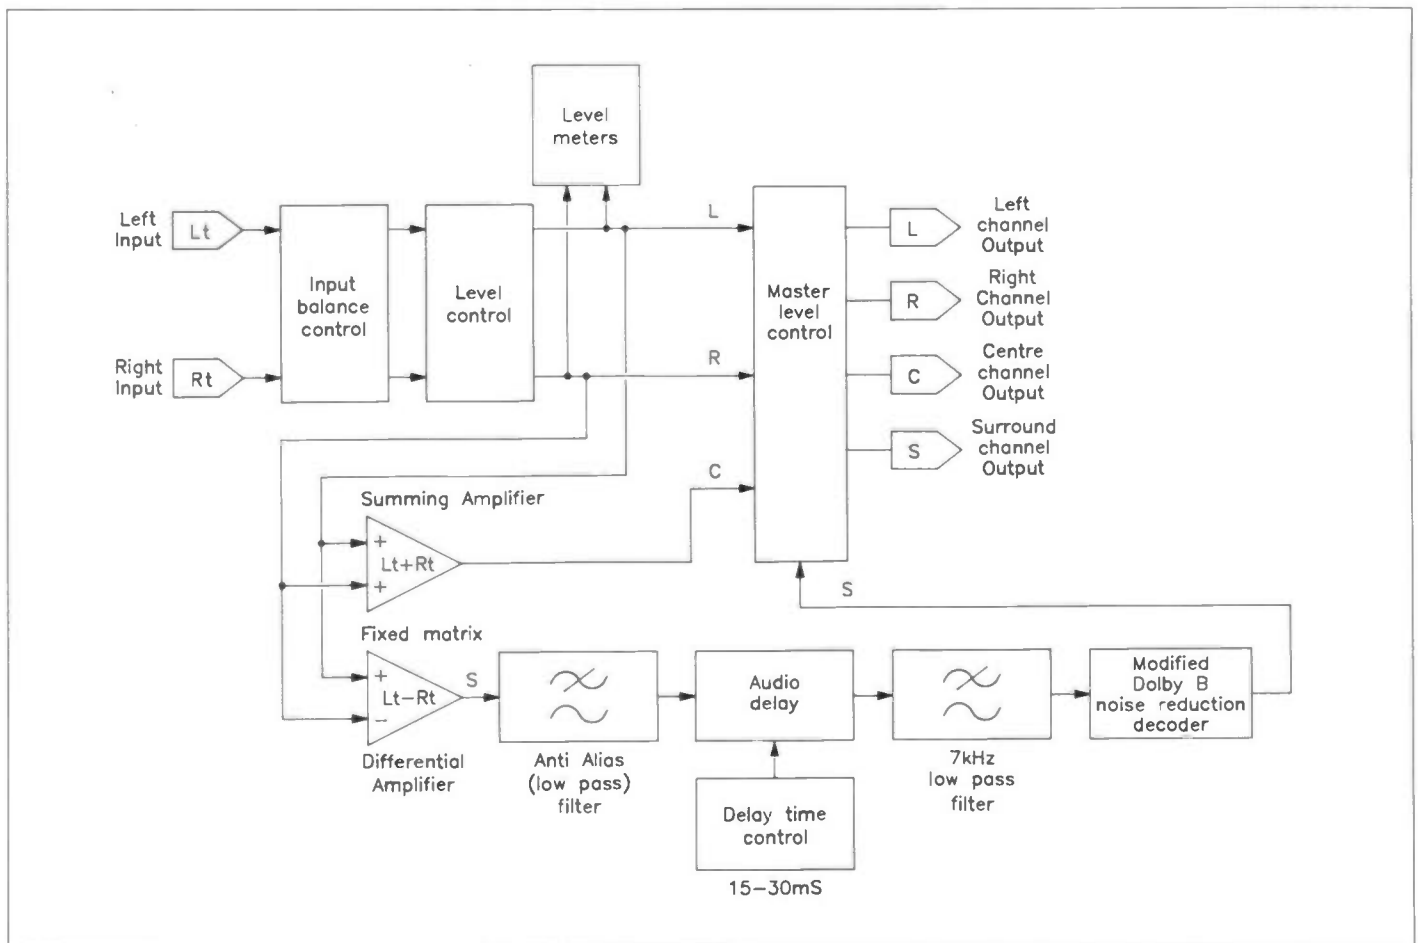 Level
meters
Left
Input
Lt
Input
balance
control
Level
control
L
Master
level
control
L
Left
channel
Output
R
Right
Channel
Output
Right
Input
Rt
R
C
Centre
channel
Output
S
Surround
channel
Output
C
Summing Amplifier
+
Lt+Rt
+
S
Fixed matrix
+
Lt−Rt
−
S
Differential
Amplifier
Anti Alias
(low pass)
filter
Audio
delay
Delay time
control
15−30mS
7kHz
low pass
filter
Modified
Dolby B
noise reduction
decoder